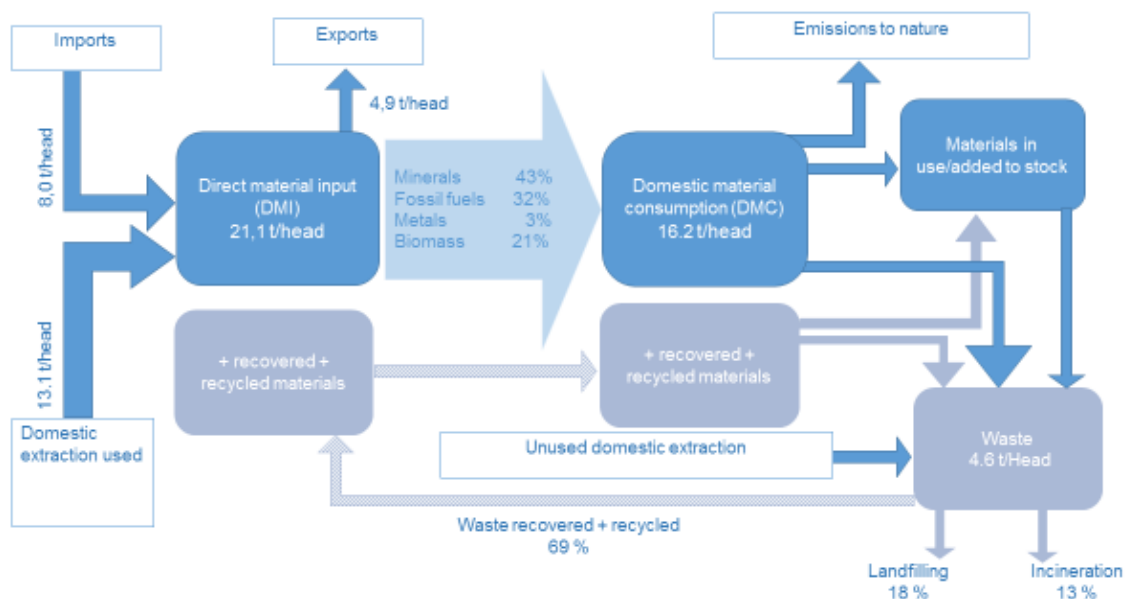 Imports
Exports
Emissions to nature
8,0 t/head
4,9 t/head
Direct material input
(DMI)
21,1 t/head
Minerals 43%
Fossil fuels 32%
Metals 3%
Biomass 21%
Domestic material
consumption (DMC)
16.2 t/head
Materials in
use/added to stock
13.1 t/head
+ recovered +
recycled materials
+ recovered +
recycled materials
Domestic
extraction used
Unused domestic extraction
Waste
4.6 t/Head
Waste recovered + recycled
69 %
Landfilling
18 %
Incineration
13 %